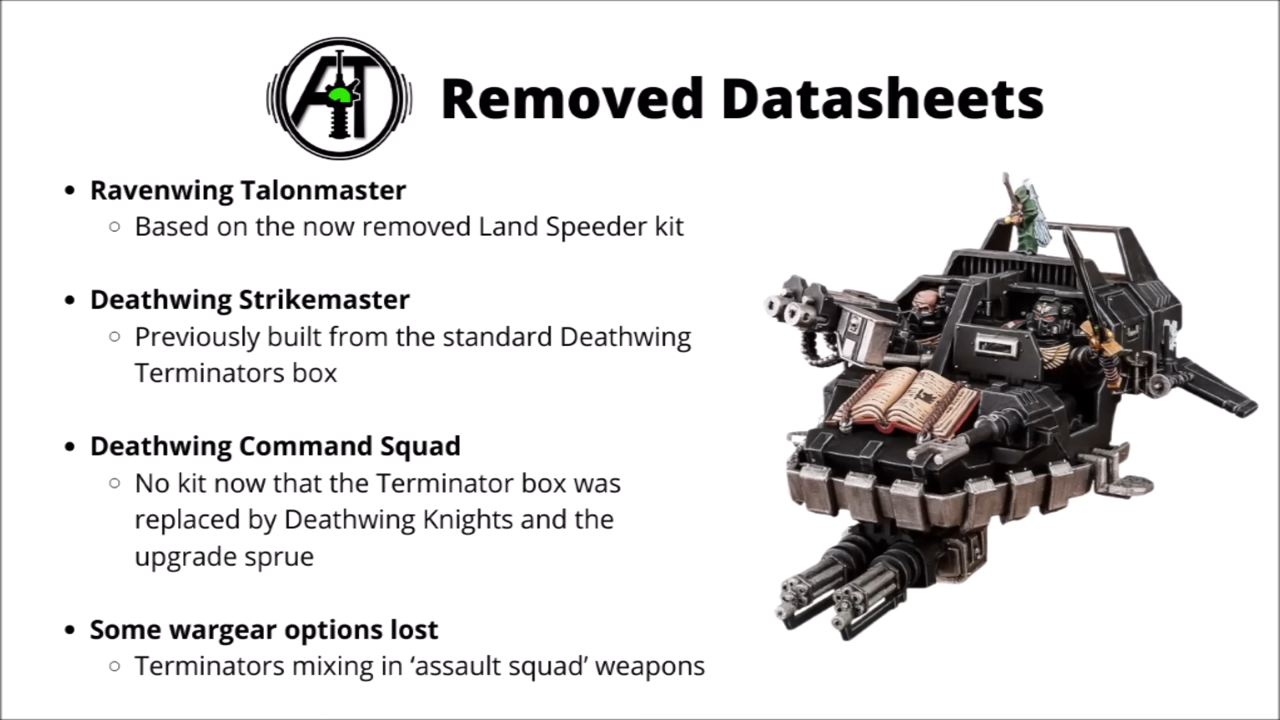 AT
Removed Datasheets
• Ravenwing Talonmaster
○ Based on the now removed Land Speeder kit
• Deathwing Strikemaster
○ Previously built from the standard Deathwing
Terminators box
• Deathwing Command Squad
○ No kit now that the Terminator box was
replaced by Deathwing Knights and the
upgrade sprue
• Some wargear options lost
○ Terminators mixing in ‘assault squad’ weapons